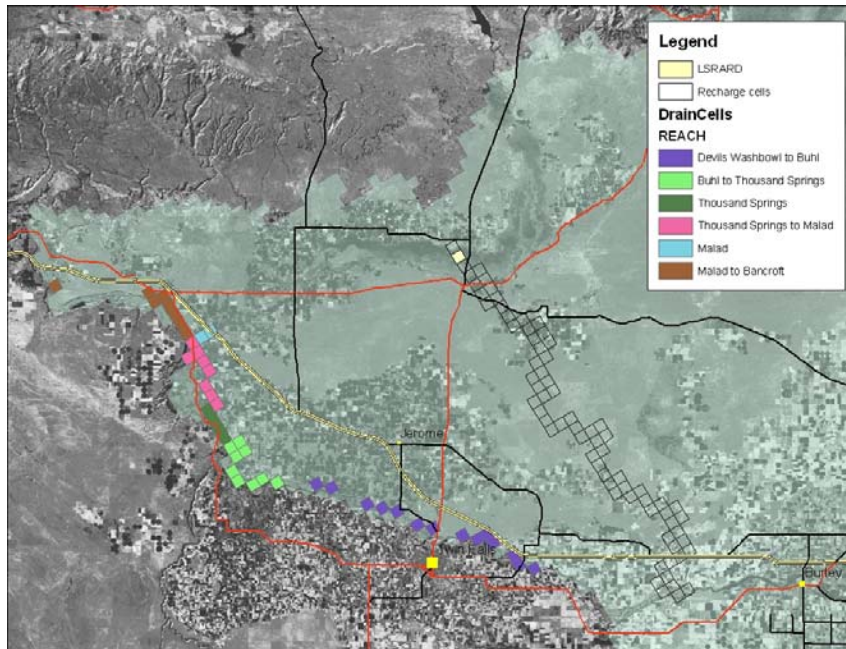 Legend
LSRARD
Recharge cells
DrainCells
REACH
Devils Washbowl to Buhl
Buhl to Thousand Springs
Thousand Springs
Thousand Springs to Malad
Malad
Malad to Bancroft
Jerome
Twin Falls
Burley